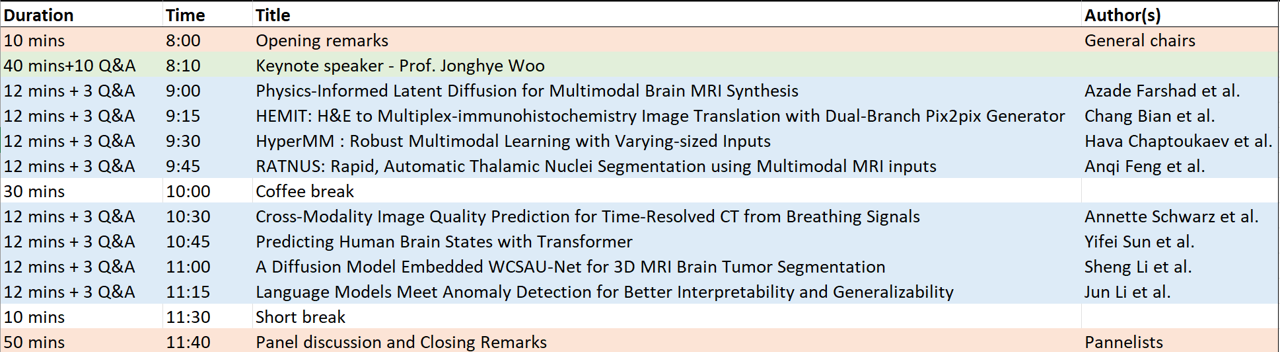 Duration Time Title Author(s)
10 mins 8:00 Opening remarks General chairs
40 mins+10 Q&A 8:10 Keynote speaker - Prof. Jonghye Woo
12 mins + 3 Q&A 9:00 Physics-Informed Latent Diffusion for Multimodal Brain MRI Synthesis Azade Farshad et al.
12 mins + 3 Q&A 9:15 HEMIT: H&E to Multiplex-immunohistochemistry Image Translation with Dual-Branch Pix2pix Generator Chang Bian et al.
12 mins + 3 Q&A 9:30 HyperMM : Robust Multimodal Learning with Varying-sized Inputs Hava Chaptoukaev et al.
12 mins + 3 Q&A 9:45 RATNUS: Rapid, Automatic Thalamic Nuclei Segmentation using Multimodal MRI inputs Anqi Feng et al.
30 mins 10:00 Coffee break
12 mins + 3 Q&A 10:30 Cross-Modality Image Quality Prediction for Time-Resolved CT from Breathing Signals Annette Schwarz et al.
12 mins + 3 Q&A 10:45 Predicting Human Brain States with Transformer Yifei Sun et al.
12 mins + 3 Q&A 11:00 A Diffusion Model Embedded WCSAU-Net for 3D MRI Brain Tumor Segmentation Sheng Li et al.
12 mins + 3 Q&A 11:15 Language Models Meet Anomaly Detection for Better Interpretability and Generalizability Jun Li et al.
10 mins 11:30 Short break
50 mins 11:40 Panel discussion and Closing Remarks Pannelists